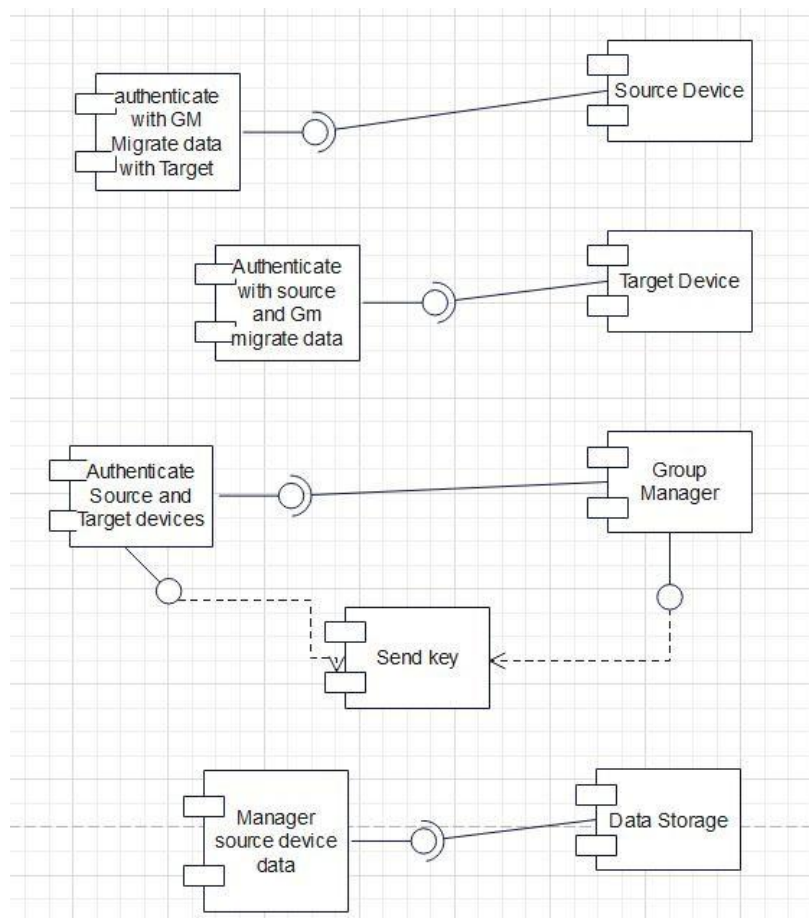 authenticate
with GM
Migrate data
with Target
Source Device
Authenticate
with source
and Gm
migrate data
Target Device
Authenticate
Source and
Target devices
Group
Manager
Send key
Manager
source device
data
Data Storage